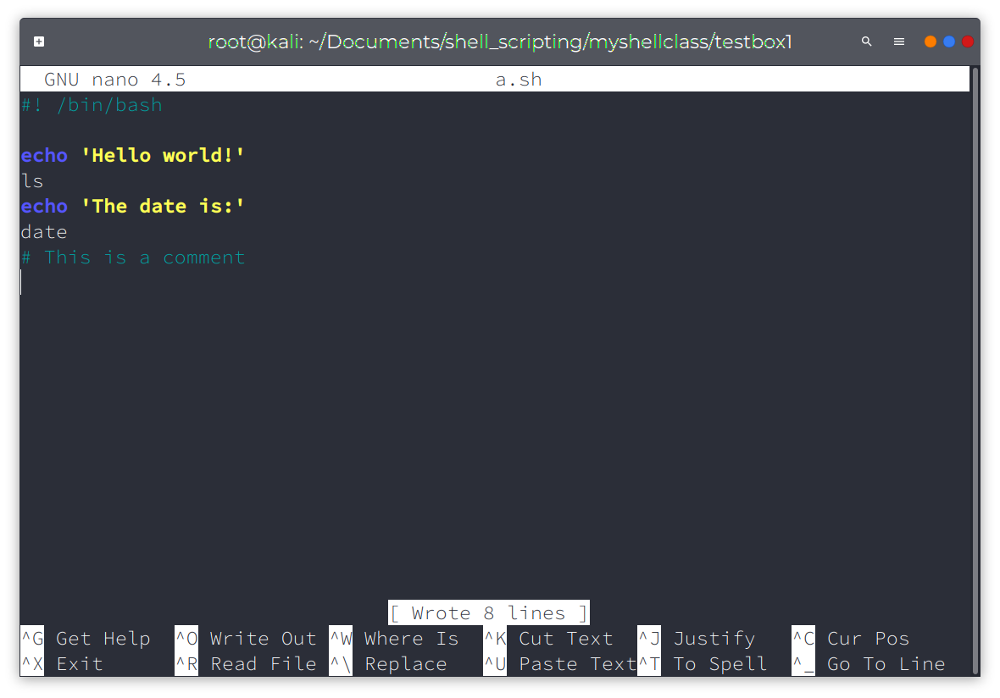 root@kali: ~/Documents/shell_scripting/myshellclass/testbox1
GNU nano 4.5 a.sh
#! /bin/bash
echo 'Hello world!'
ls
echo 'The date is:'
date
# This is a comment
[ Wrote 8 lines ]
^G Get Help ^O Write Out ^W Where Is ^K Cut Text ^J Justify ^C Cur Pos
^X Exit ^R Read File ^\ Replace ^U Paste Text ^T To Spell ^_ Go To Line